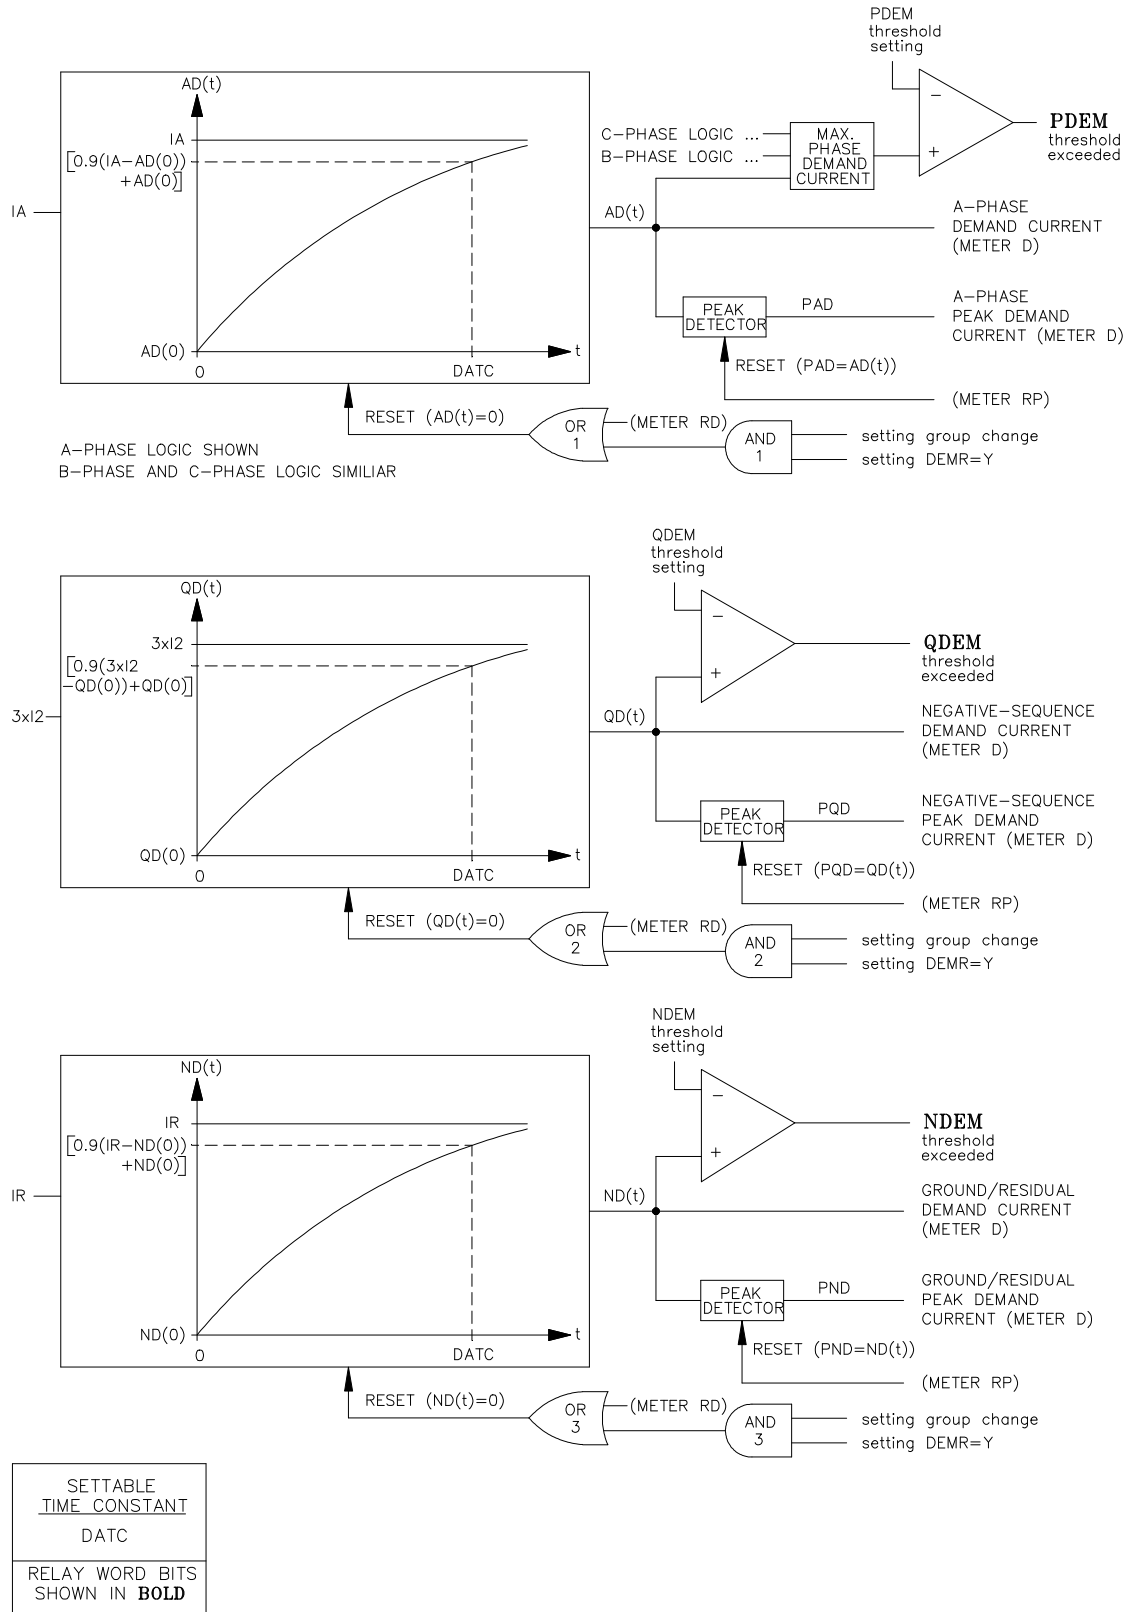 PDEM
threshold
setting
AD(t)
IA
[0.9(IA-AD(0))
+AD(0)]
IA
AD(0)
0
DATC
t
C-PHASE LOGIC ...
B-PHASE LOGIC ...
MAX.
PHASE
DEMAND
CURRENT
-
+
PDEM
threshold
exceeded
AD(t)
A-PHASE
DEMAND CURRENT
(METER D)
PEAK
DETECTOR
PAD
A-PHASE
PEAK DEMAND
CURRENT (METER D)
RESET (PAD=AD(t))
(METER RP)
RESET (AD(t)=0)
OR
1
(METER RD)
AND
1
setting group change
setting DEMR=Y
A-PHASE LOGIC SHOWN
B-PHASE AND C-PHASE LOGIC SIMILIAR
QDEM
threshold
setting
QD(t)
3xI2
[0.9(3xI2
-QD(0))+QD(0)]
3xI2
QD(0)
0
DATC
t
-
+
QDEM
threshold
exceeded
QD(t)
NEGATIVE-SEQUENCE
DEMAND CURRENT
(METER D)
PEAK
DETECTOR
PQD
NEGATIVE-SEQUENCE
PEAK DEMAND
CURRENT (METER D)
RESET (PQD=QD(t))
(METER RP)
RESET (QD(t)=0)
OR
2
(METER RD)
AND
2
setting group change
setting DEMR=Y
NDEM
threshold
setting
ND(t)
IR
[0.9(IR-ND(0))
+ND(0)]
IR
ND(0)
0
DATC
t
-
+
NDEM
threshold
exceeded
ND(t)
GROUND/RESIDUAL
DEMAND CURRENT
(METER D)
PEAK
DETECTOR
PND
GROUND/RESIDUAL
PEAK DEMAND
CURRENT (METER D)
RESET (PND=ND(t))
(METER RP)
RESET (ND(t)=0)
OR
3
(METER RD)
AND
3
setting group change
setting DEMR=Y
SETTABLE
TIME CONSTANT
DATC
RELAY WORD BITS
SHOWN IN BOLD